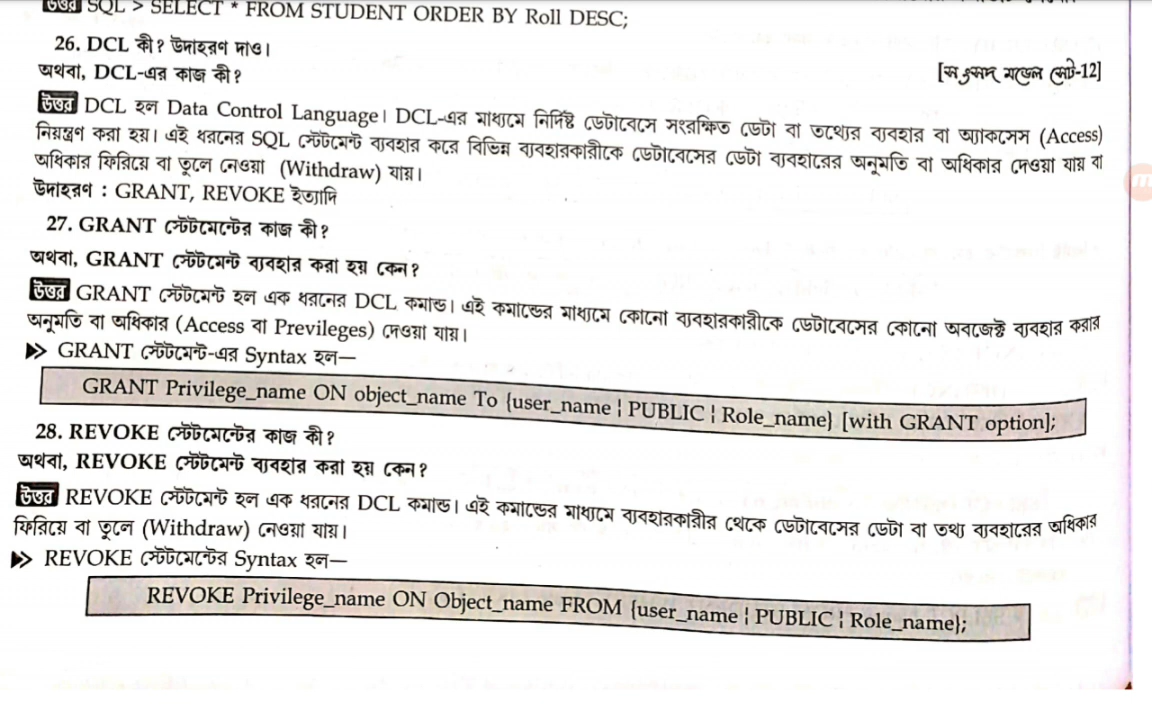 উত্তর SQL > SELECT * FROM STUDENT ORDER BY Roll DESC;
26. DCL কী? উদাহরণ দাও।
অথবা, DCL-এর কাজ কী? [সংসদ মডেল সেট-12]
উত্তর DCL হল Data Control Language। DCL-এর মাধ্যমে নির্দিষ্ট ডেটাবেসে সংরক্ষিত ডেটা বা তথ্যের ব্যবহার বা অ্যাকসেস (Access)
নিয়ন্ত্রণ করা হয়। এই ধরনের SQL স্টেটমেন্ট ব্যবহার করে বিভিন্ন ব্যবহারকারীকে ডেটাবেসের ডেটা ব্যবহারের অনুমতি বা অধিকার দেওয়া যায় বা
অধিকার ফিরিয়ে বা তুলে নেওয়া (Withdraw) যায়।
উদাহরণ : GRANT, REVOKE ইত্যাদি
27. GRANT স্টেটমেন্টের কাজ কী?
অথবা, GRANT স্টেটমেন্ট ব্যবহার করা হয় কেন?
উত্তর GRANT স্টেটমেন্ট হল এক ধরনের DCL কমান্ড। এই কমান্ডের মাধ্যমে কোনো ব্যবহারকারীকে ডেটাবেসের কোনো অবজেক্ট ব্যবহার করার
অনুমতি বা অধিকার (Access বা Previleges) দেওয়া যায়।
GRANT স্টেটমেন্ট-এর Syntax হল—
GRANT Privilege_name ON object_name To {user_name ¦ PUBLIC ¦ Role_name} [with GRANT option];
28. REVOKE স্টেটমেন্টের কাজ কী?
অথবা, REVOKE স্টেটমেন্ট ব্যবহার করা হয় কেন?
উত্তর REVOKE স্টেটমেন্ট হল এক ধরনের DCL কমান্ড। এই কমান্ডের মাধ্যমে ব্যবহারকারীর থেকে ডেটাবেসের ডেটা বা তথ্য ব্যবহারের অধিকার
ফিরিয়ে বা তুলে (Withdraw) নেওয়া যায়।
REVOKE স্টেটমেন্টের Syntax হল—
REVOKE Privilege_name ON Object_name FROM {user_name ¦ PUBLIC ¦ Role_name};